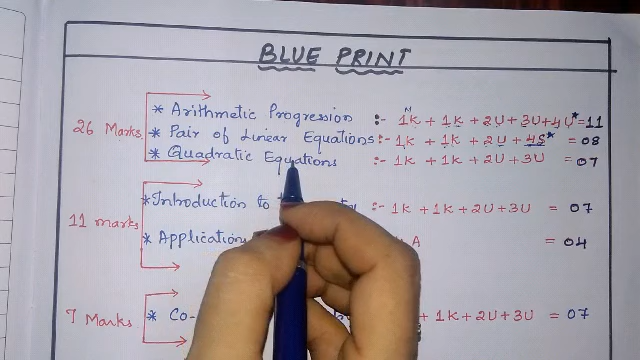 BLUE PRINT
26 Marks
* Arithmetic Progression :- 1K + 1K + 2U + 3U + 4U* = 11
* Pair of Linear Equations :- 1K + 1K + 2U + 4S* = 08
* Quadratic Equations :- 1K + 1K + 2U + 3U = 07
11 marks
* Introduction to :- 1K + 1K + 2U + 3U = 07
* Application A = 04
7 Marks
* Co- + 1K + 2U + 3U = 07